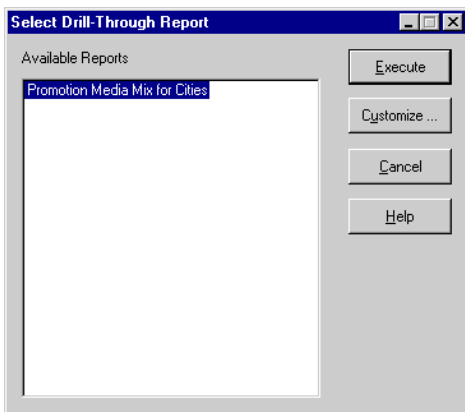 Select Drill-Through Report
Available Reports
Promotion Media Mix for Cities
Execute
Customize ...
Cancel
Help